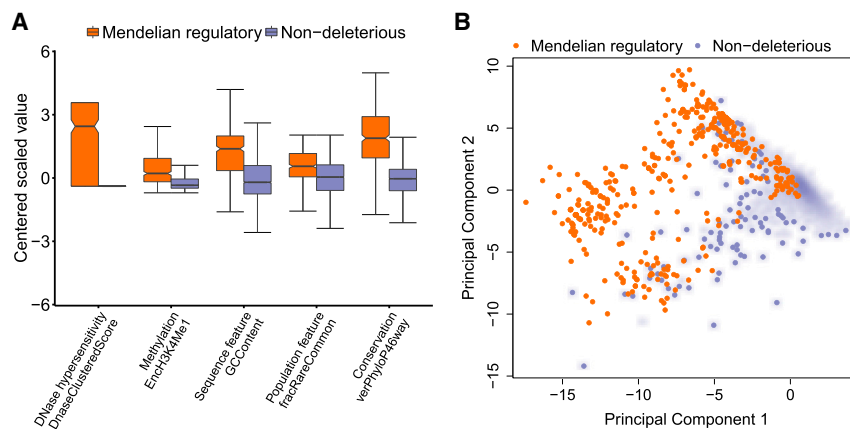 A
Mendelian regulatory
Non−deleterious
Centered scaled value
6
3
0
−3
−6
DNase hypersensitivity
DnaseClusteredScore
Methylation
EncH3K4Me1
Sequence feature
GCContent
Population feature
fracRareCommon
Conservation
verPhyloP46way
B
Mendelian regulatory
Non−deleterious
Principal Component 2
10
5
0
−5
−10
−15
−15
−10
−5
0
Principal Component 1